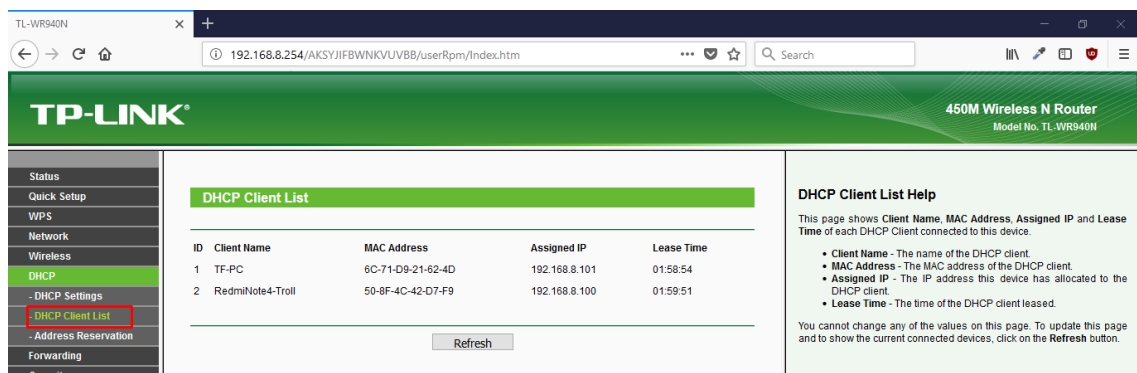 TL-WR940N
192.168.8.254/AKSYJIFBWNKVUVBB/userRpm/Index.htm
Search
TP-LINK®
450M Wireless N Router
Model No. TL-WR940N
Status
Quick Setup
WPS
Network
Wireless
DHCP
- DHCP Settings
- DHCP Client List
- Address Reservation
Forwarding
DHCP Client List
ID Client Name MAC Address Assigned IP Lease Time
1 TF-PC 6C-71-D9-21-62-4D 192.168.8.101 01:58:54
2 RedmiNote4-Troll 50-8F-4C-42-D7-F9 192.168.8.100 01:59:51
Refresh
DHCP Client List Help
This page shows Client Name, MAC Address, Assigned IP and Lease
Time of each DHCP Client connected to this device.
• Client Name - The name of the DHCP client.
• MAC Address - The MAC address of the DHCP client.
• Assigned IP - The IP address this device has allocated to the
DHCP client.
• Lease Time - The time of the DHCP client leased.
You cannot change any of the values on this page. To update this page
and to show the current connected devices, click on the Refresh button.